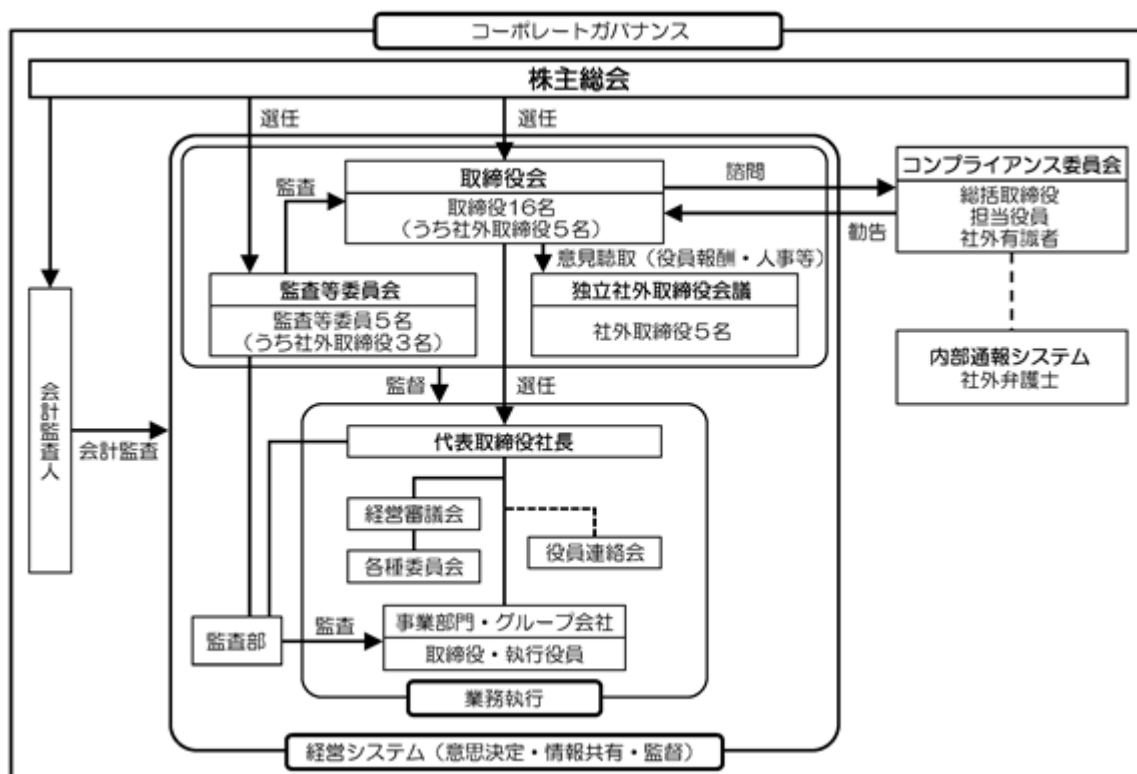 コーポレートガバナンス
株主総会
選任
選任
取締役会
取締役16名
(うち社外取締役5名)
監査
諮問
勧告
コンプライアンス委員会
総括取締役
担当役員
社外有識者
意見聴取(役員報酬・人事等)
監査等委員会
監査等委員5名
(うち社外取締役3名)
独立社外取締役会議
社外取締役5名
内部通報システム
社外弁護士
監督
選任
会計監査人
会計監査
代表取締役社長
経営審議会
各種委員会
役員連絡会
監査部
監査
事業部門・グループ会社
取締役・執行役員
業務執行
経営システム(意思決定・情報共有・監督)